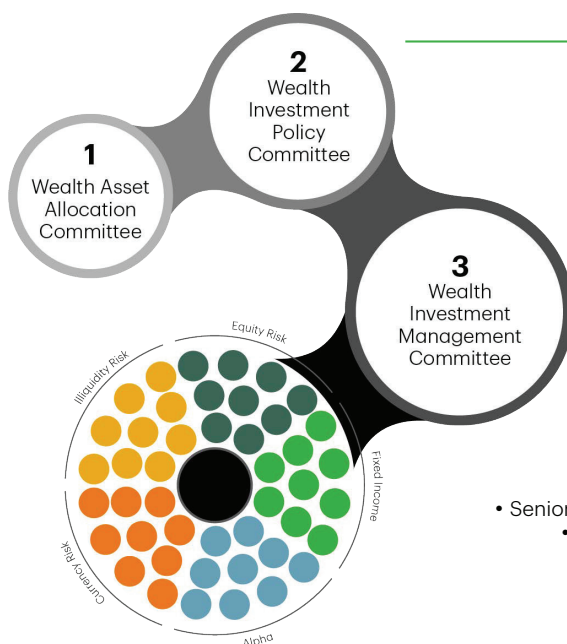 1
Wealth Asset
Allocation
Committee
2
Wealth
Investment
Policy
Committee
3
Wealth
Investment
Management
Committee
Equity Risk
Illiquidity Risk
Fixed Income
Currency Risk
Alpha
• Senior
•